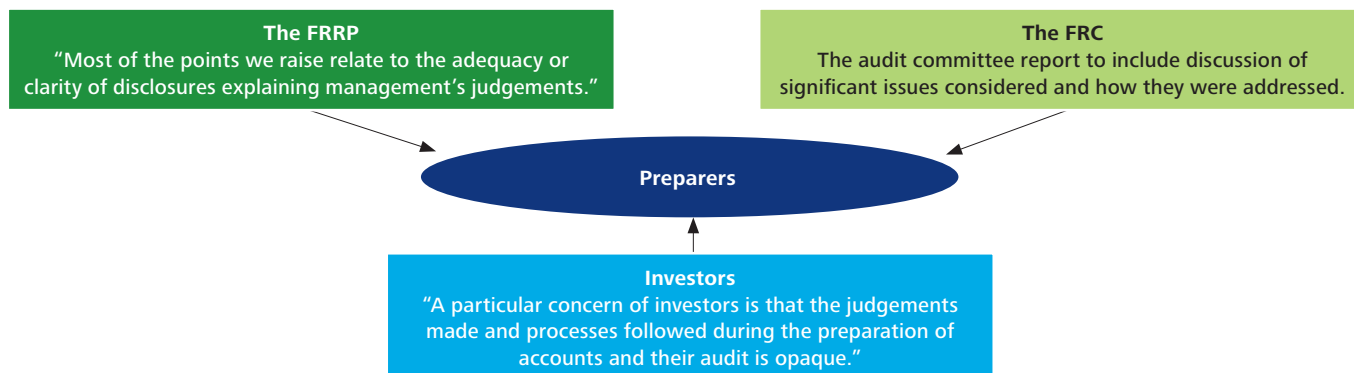 The FRRP
“Most of the points we raise relate to the adequacy or
clarity of disclosures explaining management’s judgements.”
The FRC
The audit committee report to include discussion of
significant issues considered and how they were addressed.
Preparers
Investors
“A particular concern of investors is that the judgements
made and processes followed during the preparation of
accounts and their audit is opaque.”